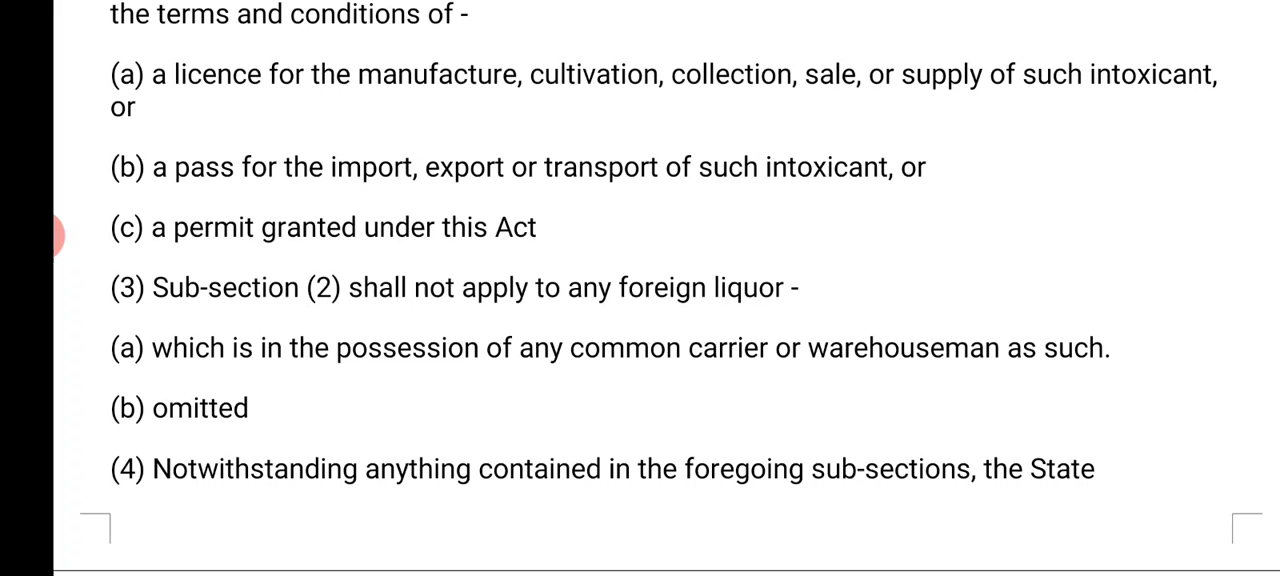 the terms and conditions of -
(a) a licence for the manufacture, cultivation, collection, sale, or supply of such intoxicant,
or
(b) a pass for the import, export or transport of such intoxicant, or
(c) a permit granted under this Act
(3) Sub-section (2) shall not apply to any foreign liquor -
(a) which is in the possession of any common carrier or warehouseman as such.
(b) omitted
(4) Notwithstanding anything contained in the foregoing sub-sections, the State